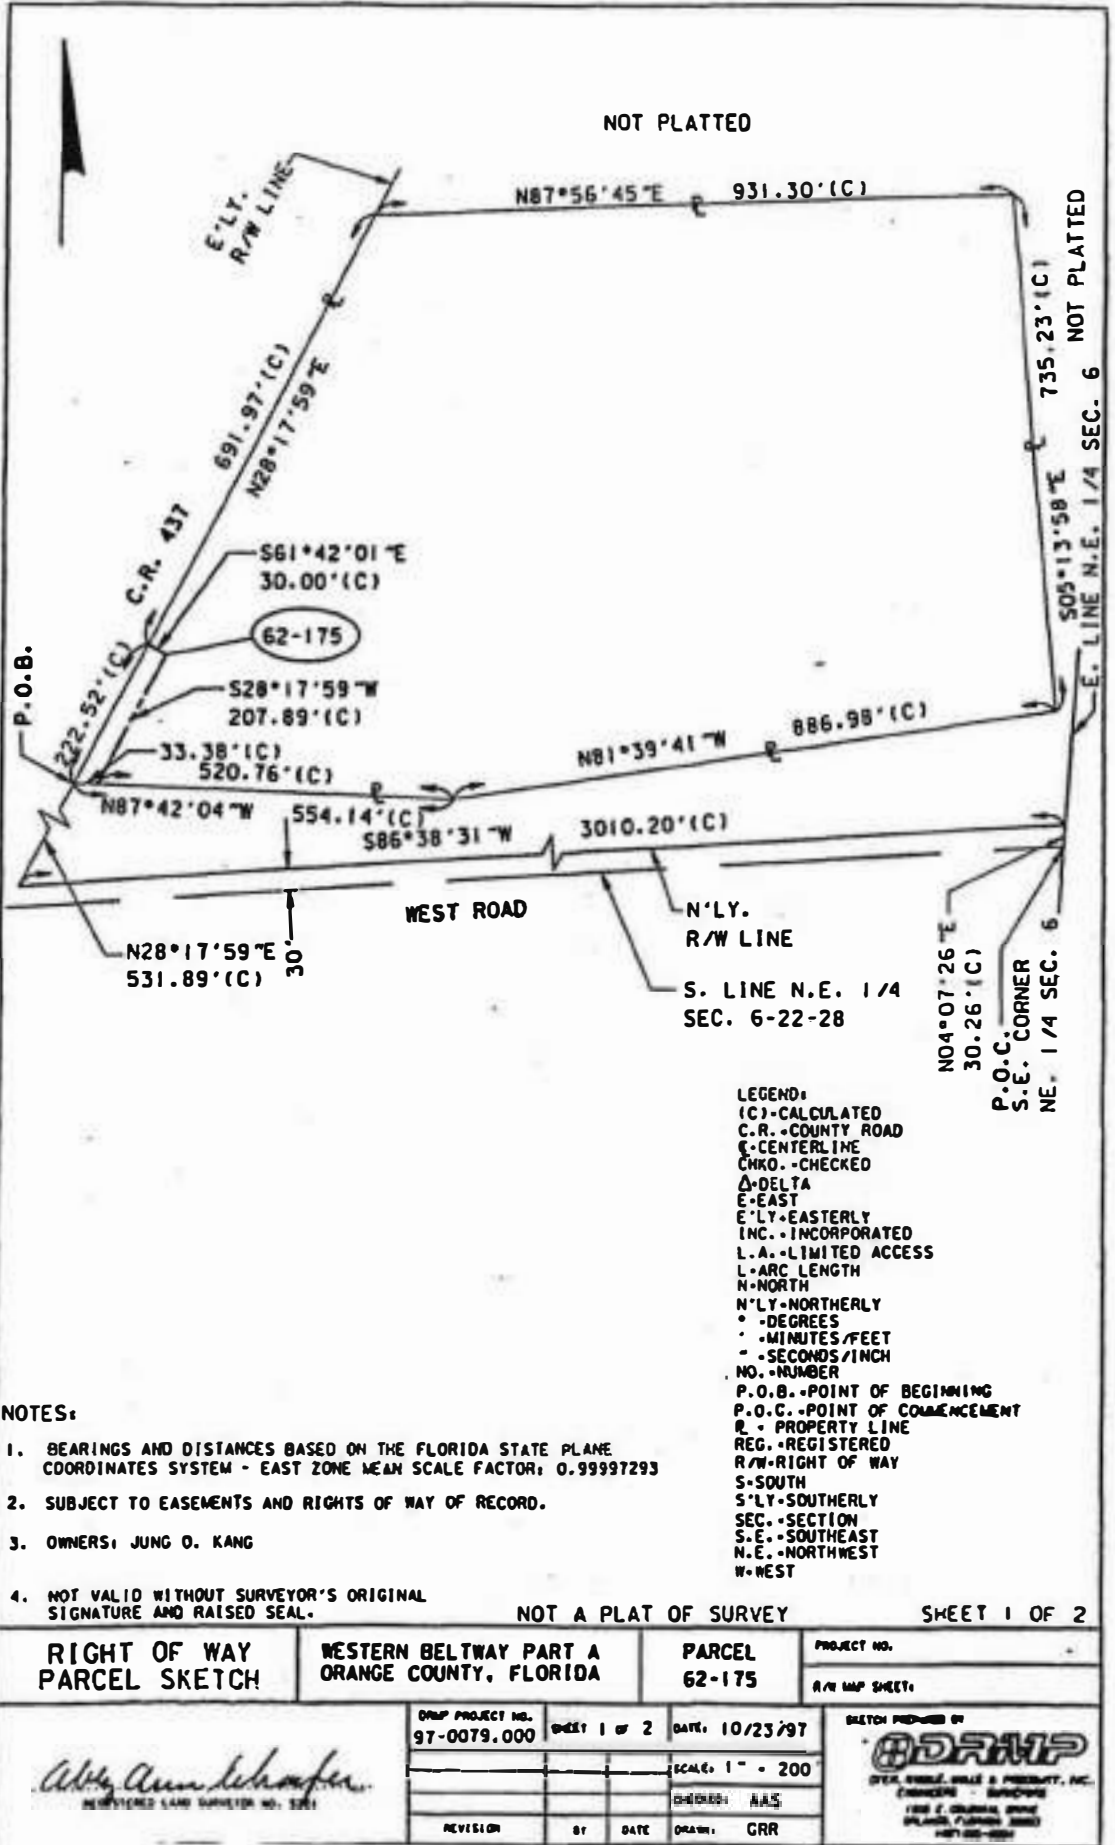 NOT PLATTED
E'LY.
R/W LINE
N87°56'45"E 931.30'(C)
735.23'(C)
NOT PLATTED
691.97'(C)
N28°17'59"E
S05°13'58"E
E. LINE N.E. 1/4 SEC. 6
C.R. 437
S61°42'01"E
30.00'(C)
62-175
P.O.B.
222.52'(C)
S28°17'59"W
207.89'(C)
33.38'(C)
520.76'(C)
N81°39'41"W 886.98'(C)
N87°42'04"W 554.14'(C)
S86°38'31"W 3010.20'(C)
WEST ROAD
N'LY.
R/W LINE
N28°17'59"E
531.89'(C)
30'
S. LINE N.E. 1/4
SEC. 6-22-28
N04°07'26"E
30.26'(C)
P.O.C.
S.E. CORNER
NE. 1/4 SEC. 6
LEGEND:
(C)=CALCULATED
C.R.=COUNTY ROAD
℄=CENTERLINE
CHKD.=CHECKED
Δ=DELTA
E=EAST
E'LY=EASTERLY
INC.=INCORPORATED
L.A.=LIMITED ACCESS
L=ARC LENGTH
N=NORTH
N'LY=NORTHERLY
° =DEGREES
' =MINUTES/FEET
" =SECONDS/INCH
NO.=NUMBER
P.O.B.=POINT OF BEGINNING
P.O.C.=POINT OF COMMENCEMENT
PL = PROPERTY LINE
REG.=REGISTERED
R/W=RIGHT OF WAY
S=SOUTH
S'LY=SOUTHERLY
SEC.=SECTION
S.E.=SOUTHEAST
N.E.=NORTHWEST
W=WEST
NOTES:
1. BEARINGS AND DISTANCES BASED ON THE FLORIDA STATE PLANE
COORDINATES SYSTEM - EAST ZONE MEAN SCALE FACTOR: 0.99997293
2. SUBJECT TO EASEMENTS AND RIGHTS OF WAY OF RECORD.
3. OWNERS: JUNG O. KANG
4. NOT VALID WITHOUT SURVEYOR'S ORIGINAL
SIGNATURE AND RAISED SEAL.
NOT A PLAT OF SURVEY
SHEET 1 OF 2
RIGHT OF WAY
PARCEL SKETCH
WESTERN BELTWAY PART A
ORANGE COUNTY, FLORIDA
PARCEL
62-175
PROJECT NO.
R/W MAP SHEET:
REGISTERED LAND SURVEYOR NO.
DRMP PROJECT NO.
97-0079.000
SHEET 1 OF 2
DATE: 10/23/97
SCALE: 1" = 200'
CHECKED: AAS
REVISION BY DATE
DRAWN: GRR
SKETCH PREPARED BY
DRMP